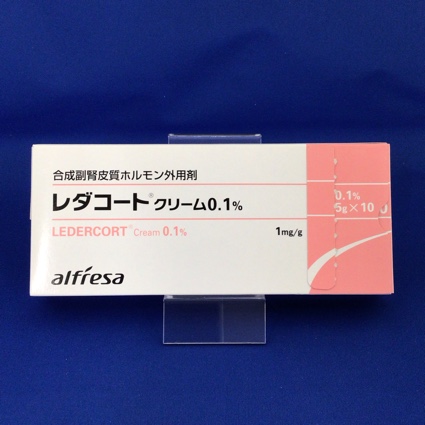 合成副腎皮質ホルモン外用剤
レダコート®クリーム0.1%
LEDERCORT® Cream 0.1%
1mg/g
0.1%
5g×10
alfresa